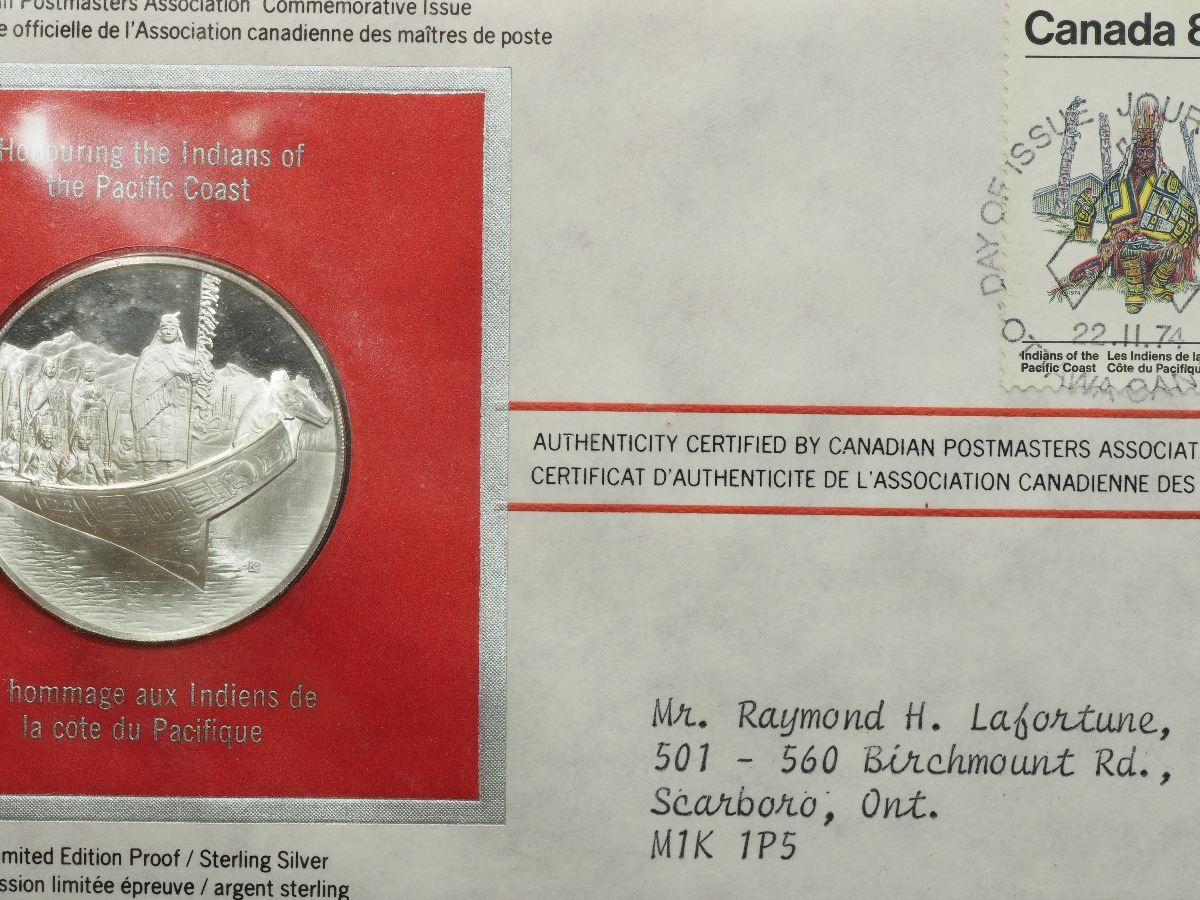 Postmasters Association Commemorative Issue
officielle de l'Association canadienne des maîtres de poste
Canada 8
Honouring the Indians of
the Pacific Coast
DAY OF ISSUE JOUR
22.II.74
Indians of the Les Indiens de la
Pacific Coast Côte du Pacifique
AUTHENTICITY CERTIFIED BY CANADIAN POSTMASTERS ASSOCIAT
CERTIFICAT D'AUTHENTICITE DE L'ASSOCIATION CANADIENNE DES
hommage aux Indiens de
la côte du Pacifique
Mr. Raymond H. Lafortune,
501 - 560 Birchmount Rd.,
Scarboro, Ont.
M1K 1P5
mited Edition Proof / Sterling Silver
ssion limitée épreuve / argent sterling